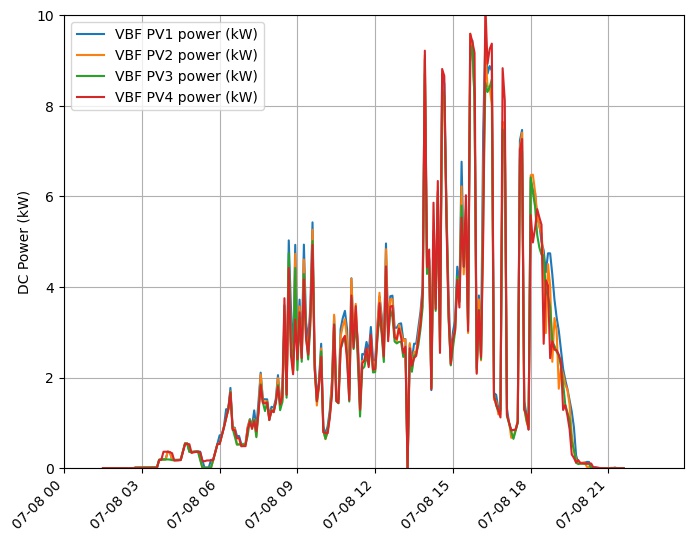 10
8
6
4
2
0
DC Power (kW)
VBF PV1 power (kW)
VBF PV2 power (kW)
VBF PV3 power (kW)
VBF PV4 power (kW)
07-08 00
07-08 03
07-08 06
07-08 09
07-08 12
07-08 15
07-08 18
07-08 21